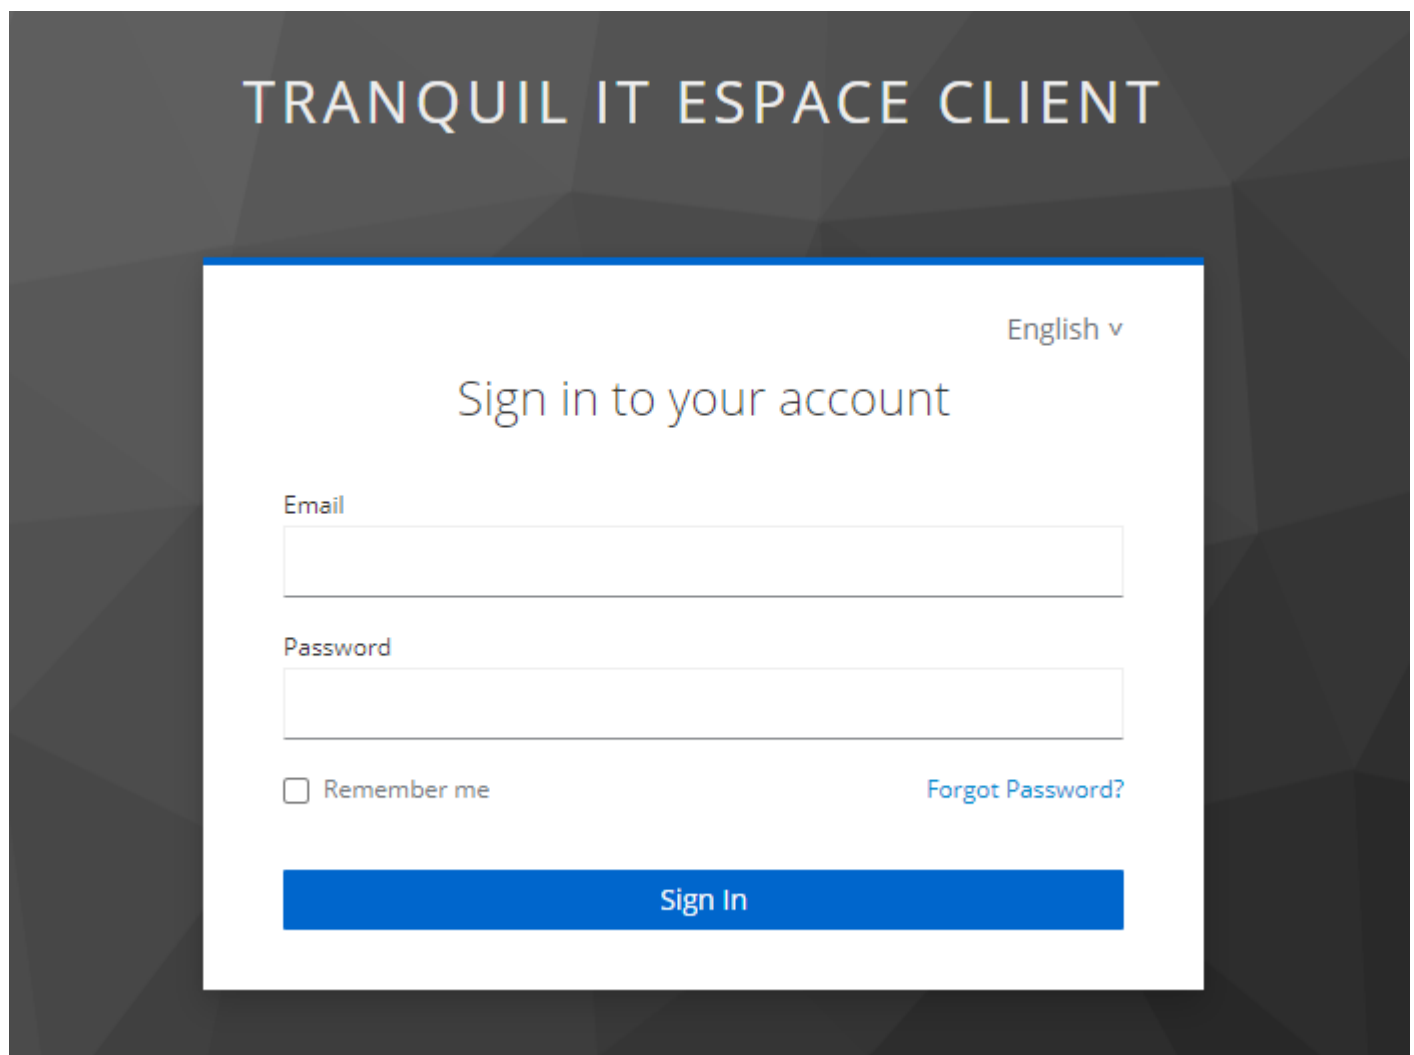 TRANQUIL IT ESPACE CLIENT
English
Sign in to your account
Email
Password
Remember me
Forgot Password?
Sign In